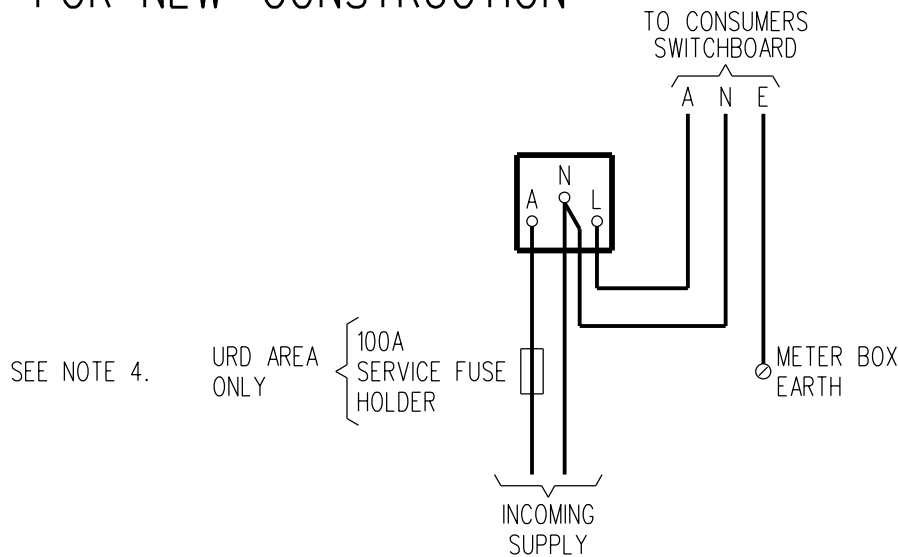 FOR NEW CONSTRUCTION
TO CONSUMERS
SWITCHBOARD
A N E
N
A L
SEE NOTE 4.
URD AREA
ONLY
100A
SERVICE FUSE
HOLDER
METER BOX
EARTH
INCOMING
SUPPLY